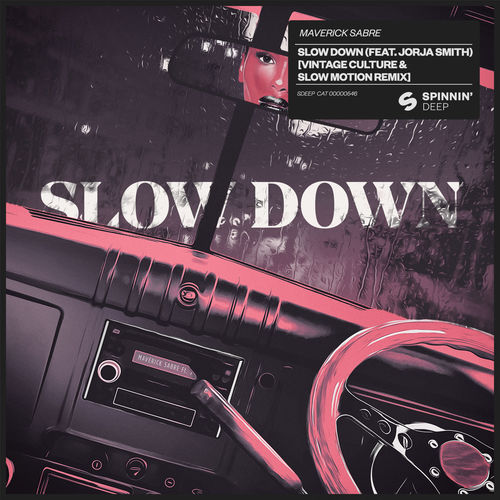 MAVERICK SABRE
SLOW DOWN (FEAT. JORJA SMITH)
[VINTAGE CULTURE &
SLOW MOTION REMIX]
SDEEP CAT 00000646
SPINNIN'
DEEP
SLOW DOWN
MAVERICK SABRE FT.